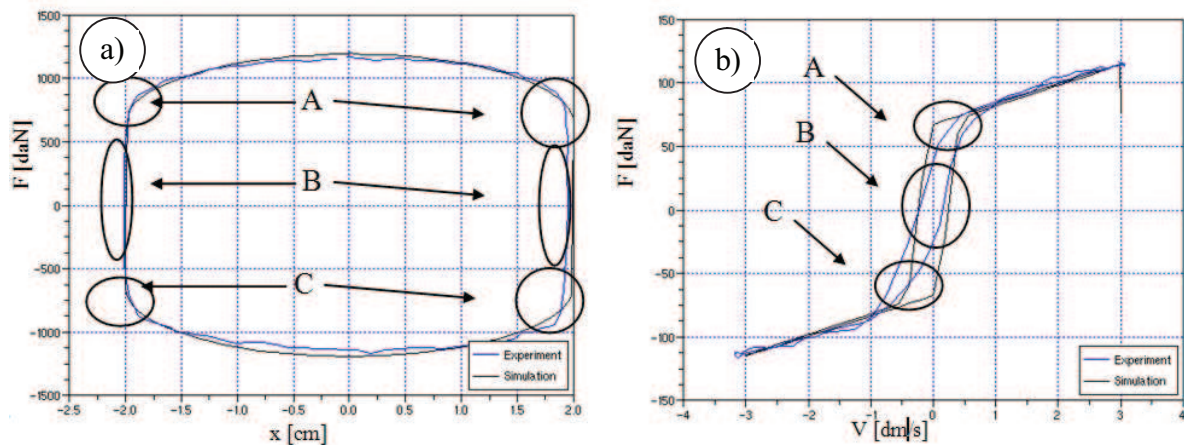 a)
1500
1000
500
0
-500
-1000
-1500
F [daN]
A
B
C
-2.5 -2.0 -1.5 -1.0 -0.5 0.0 0.5 1.0 1.5 2.0
x [cm]
Experiment
Simulation
b)
150
100
50
0
-50
-100
-150
F [daN]
A
B
C
-4 -3 -2 -1 0 1 2 3 4
V [dm/s]
Experiment
Simulation